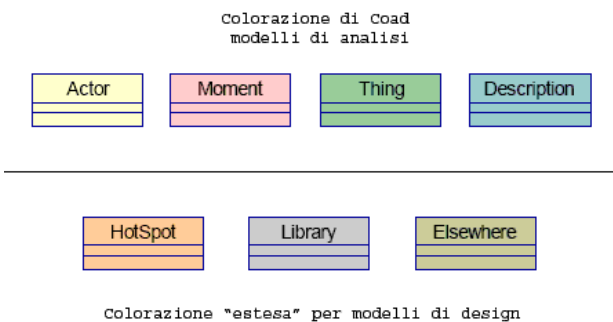 Colorazione di Coad
modelli di analisi
Actor Moment Thing Description
HotSpot Library Elsewhere
Colorazione "estesa" per modelli di design